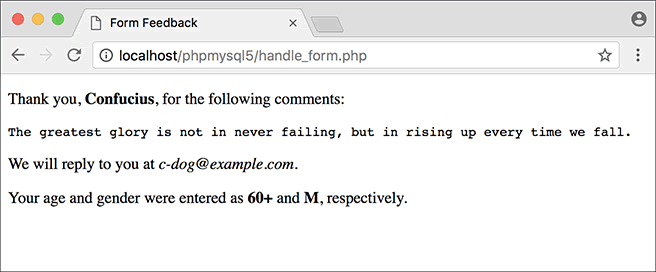 Form Feedback
localhost/phpmysql5/handle_form.php
Thank you, Confucius, for the following comments:
The greatest glory is not in never failing, but in rising up every time we fall.
We will reply to you at c-dog@example.com.
Your age and gender were entered as 60+ and M, respectively.